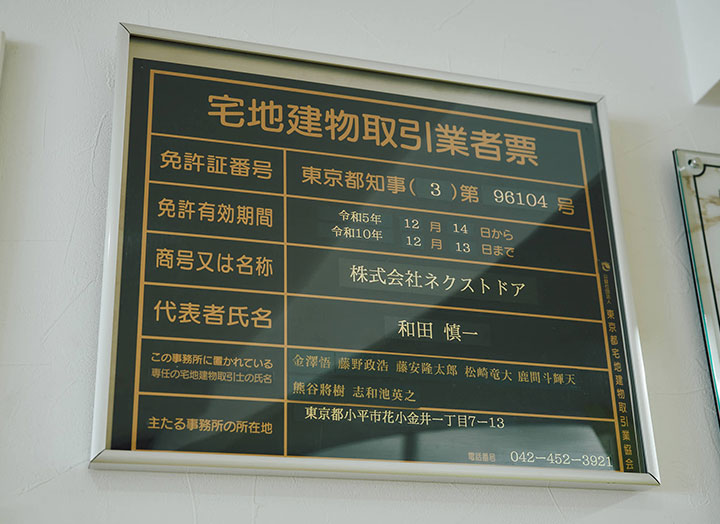 宅地建物取引業者票
免許証番号 東京都知事(3)第 96104 号
免許有効期間 令和5年 12 月 14 日から
令和10年 12 月 13 日まで
商号又は名称 株式会社ネクストドア
代表者氏名 和田 慎一
この事務所に置かれている
専任の宅地建物取引士の氏名
金澤悟 藤野政浩 藤安隆太郎 松崎竜大 鹿間斗輝天
熊谷將樹 志和池英之
主たる事務所の所在地 東京都小平市花小金井一丁目7−13
電話番号 042−452−3921
東京都宅地建物取引業協会